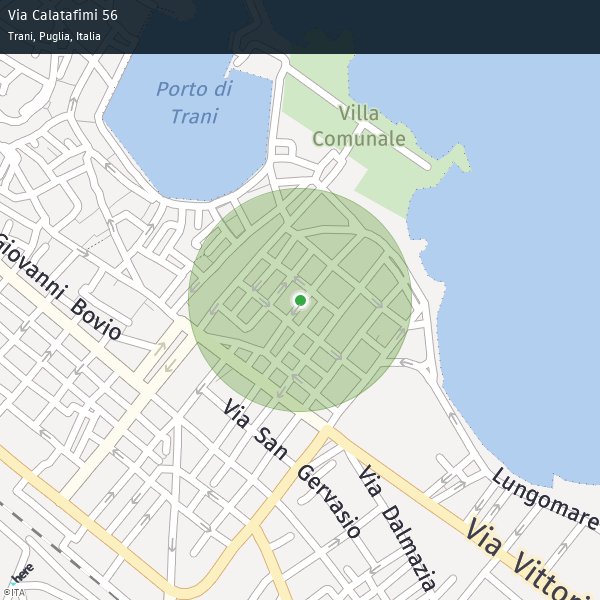 Via Calatafimi 56
Trani, Puglia, Italia
Porto di
Trani
Villa
Comunale
Giovanni Bovio
Via San Gervasio
Via Dalmazia
Lungomare
Via Vittori
here
©ITA